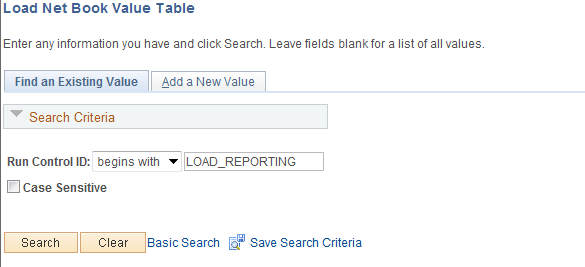 Load Net Book Value Table
Enter any information you have and click Search. Leave fields blank for a list of all values.
Find an Existing Value Add a New Value
Search Criteria
Run Control ID: begins with LOAD_REPORTING
Case Sensitive
Search Clear Basic Search Save Search Criteria